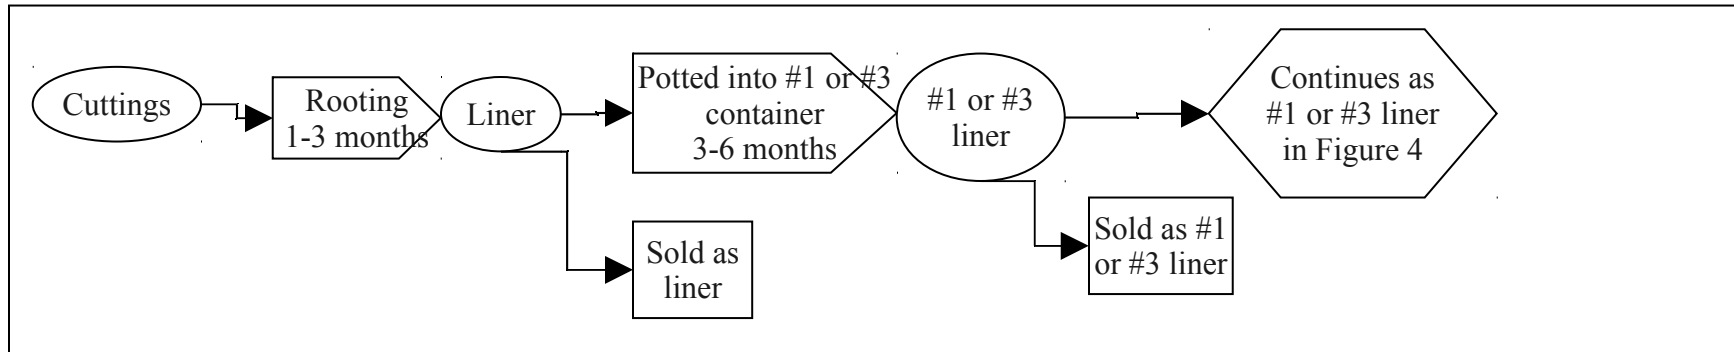 Cuttings
Rooting
1-3 months
Liner
Potted into #1 or #3
container
3-6 months
#1 or #3
liner
Continues as
#1 or #3 liner
in Figure 4
Sold as
liner
Sold as #1
or #3 liner